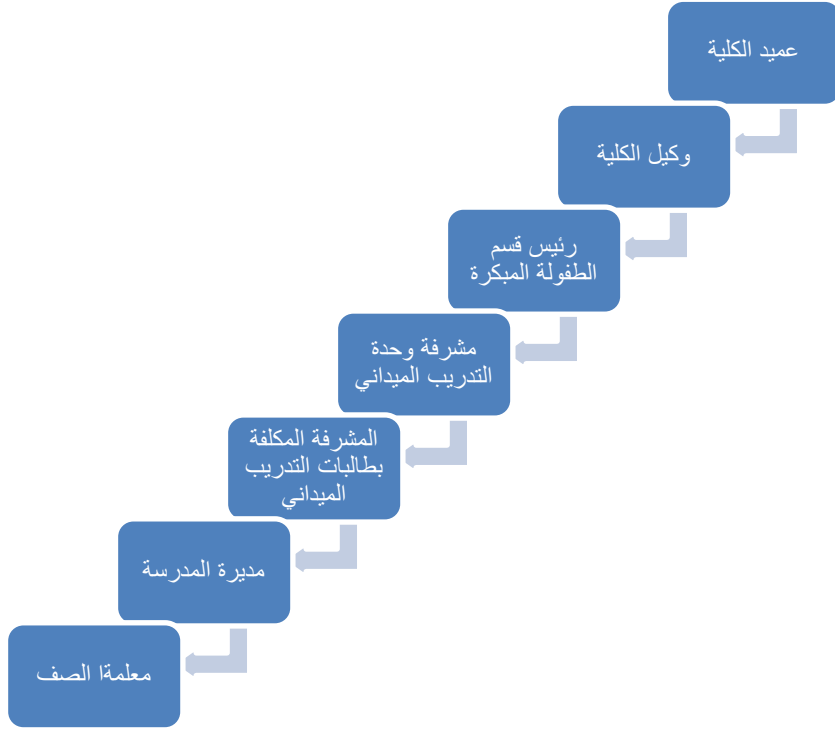 عميد الكلية
وكيل الكلية
رئيس قسم
الطفولة المبكرة
مشرفة وحدة
التدريب الميداني
المشرفة المكلفة
بطالبات التدريب
الميداني
مديرة المدرسة
معلمةا الصف